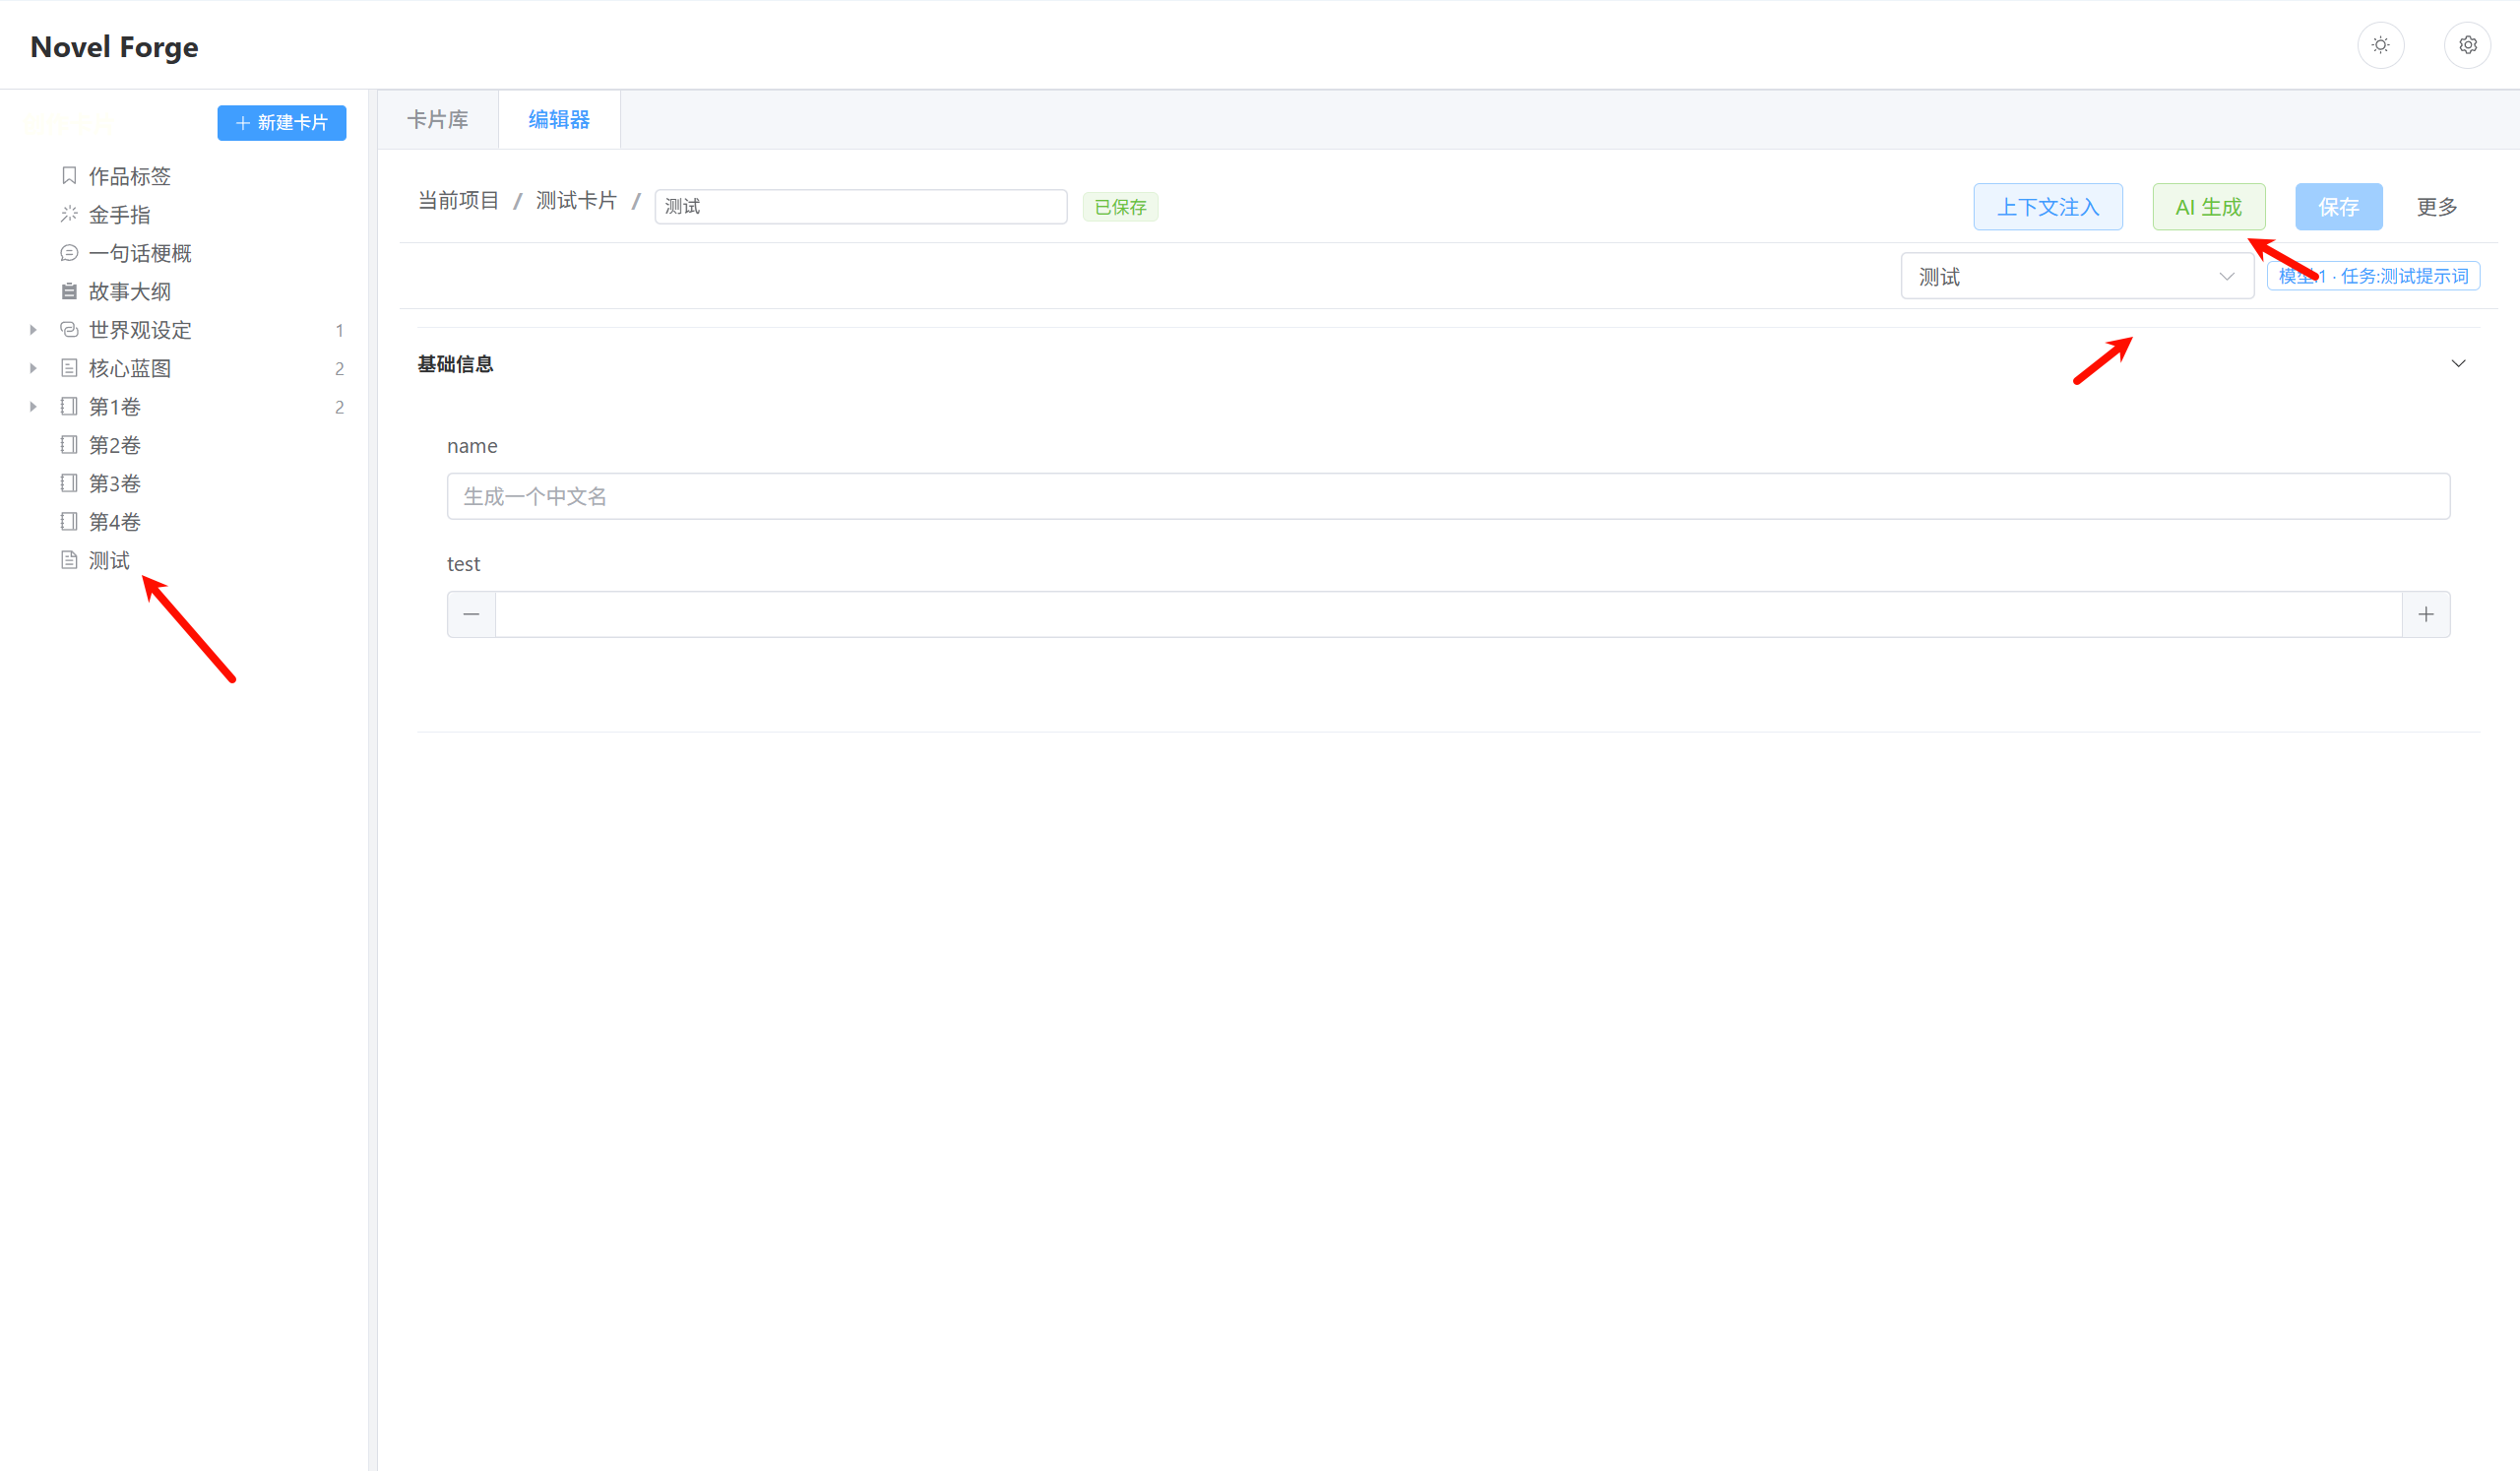 Novel Forge
新建卡片
作品标签
金手指
一句话梗概
故事大纲
世界观设定 1
核心蓝图 2
第1卷 2
第2卷
第3卷
第4卷
测试
卡片库 编辑器
当前项目 / 测试卡片 / 测试 已保存 上下文注入 AI 生成 保存 更多
测试 模型:1 · 任务:测试提示词
基础信息
name
生成一个中文名
test